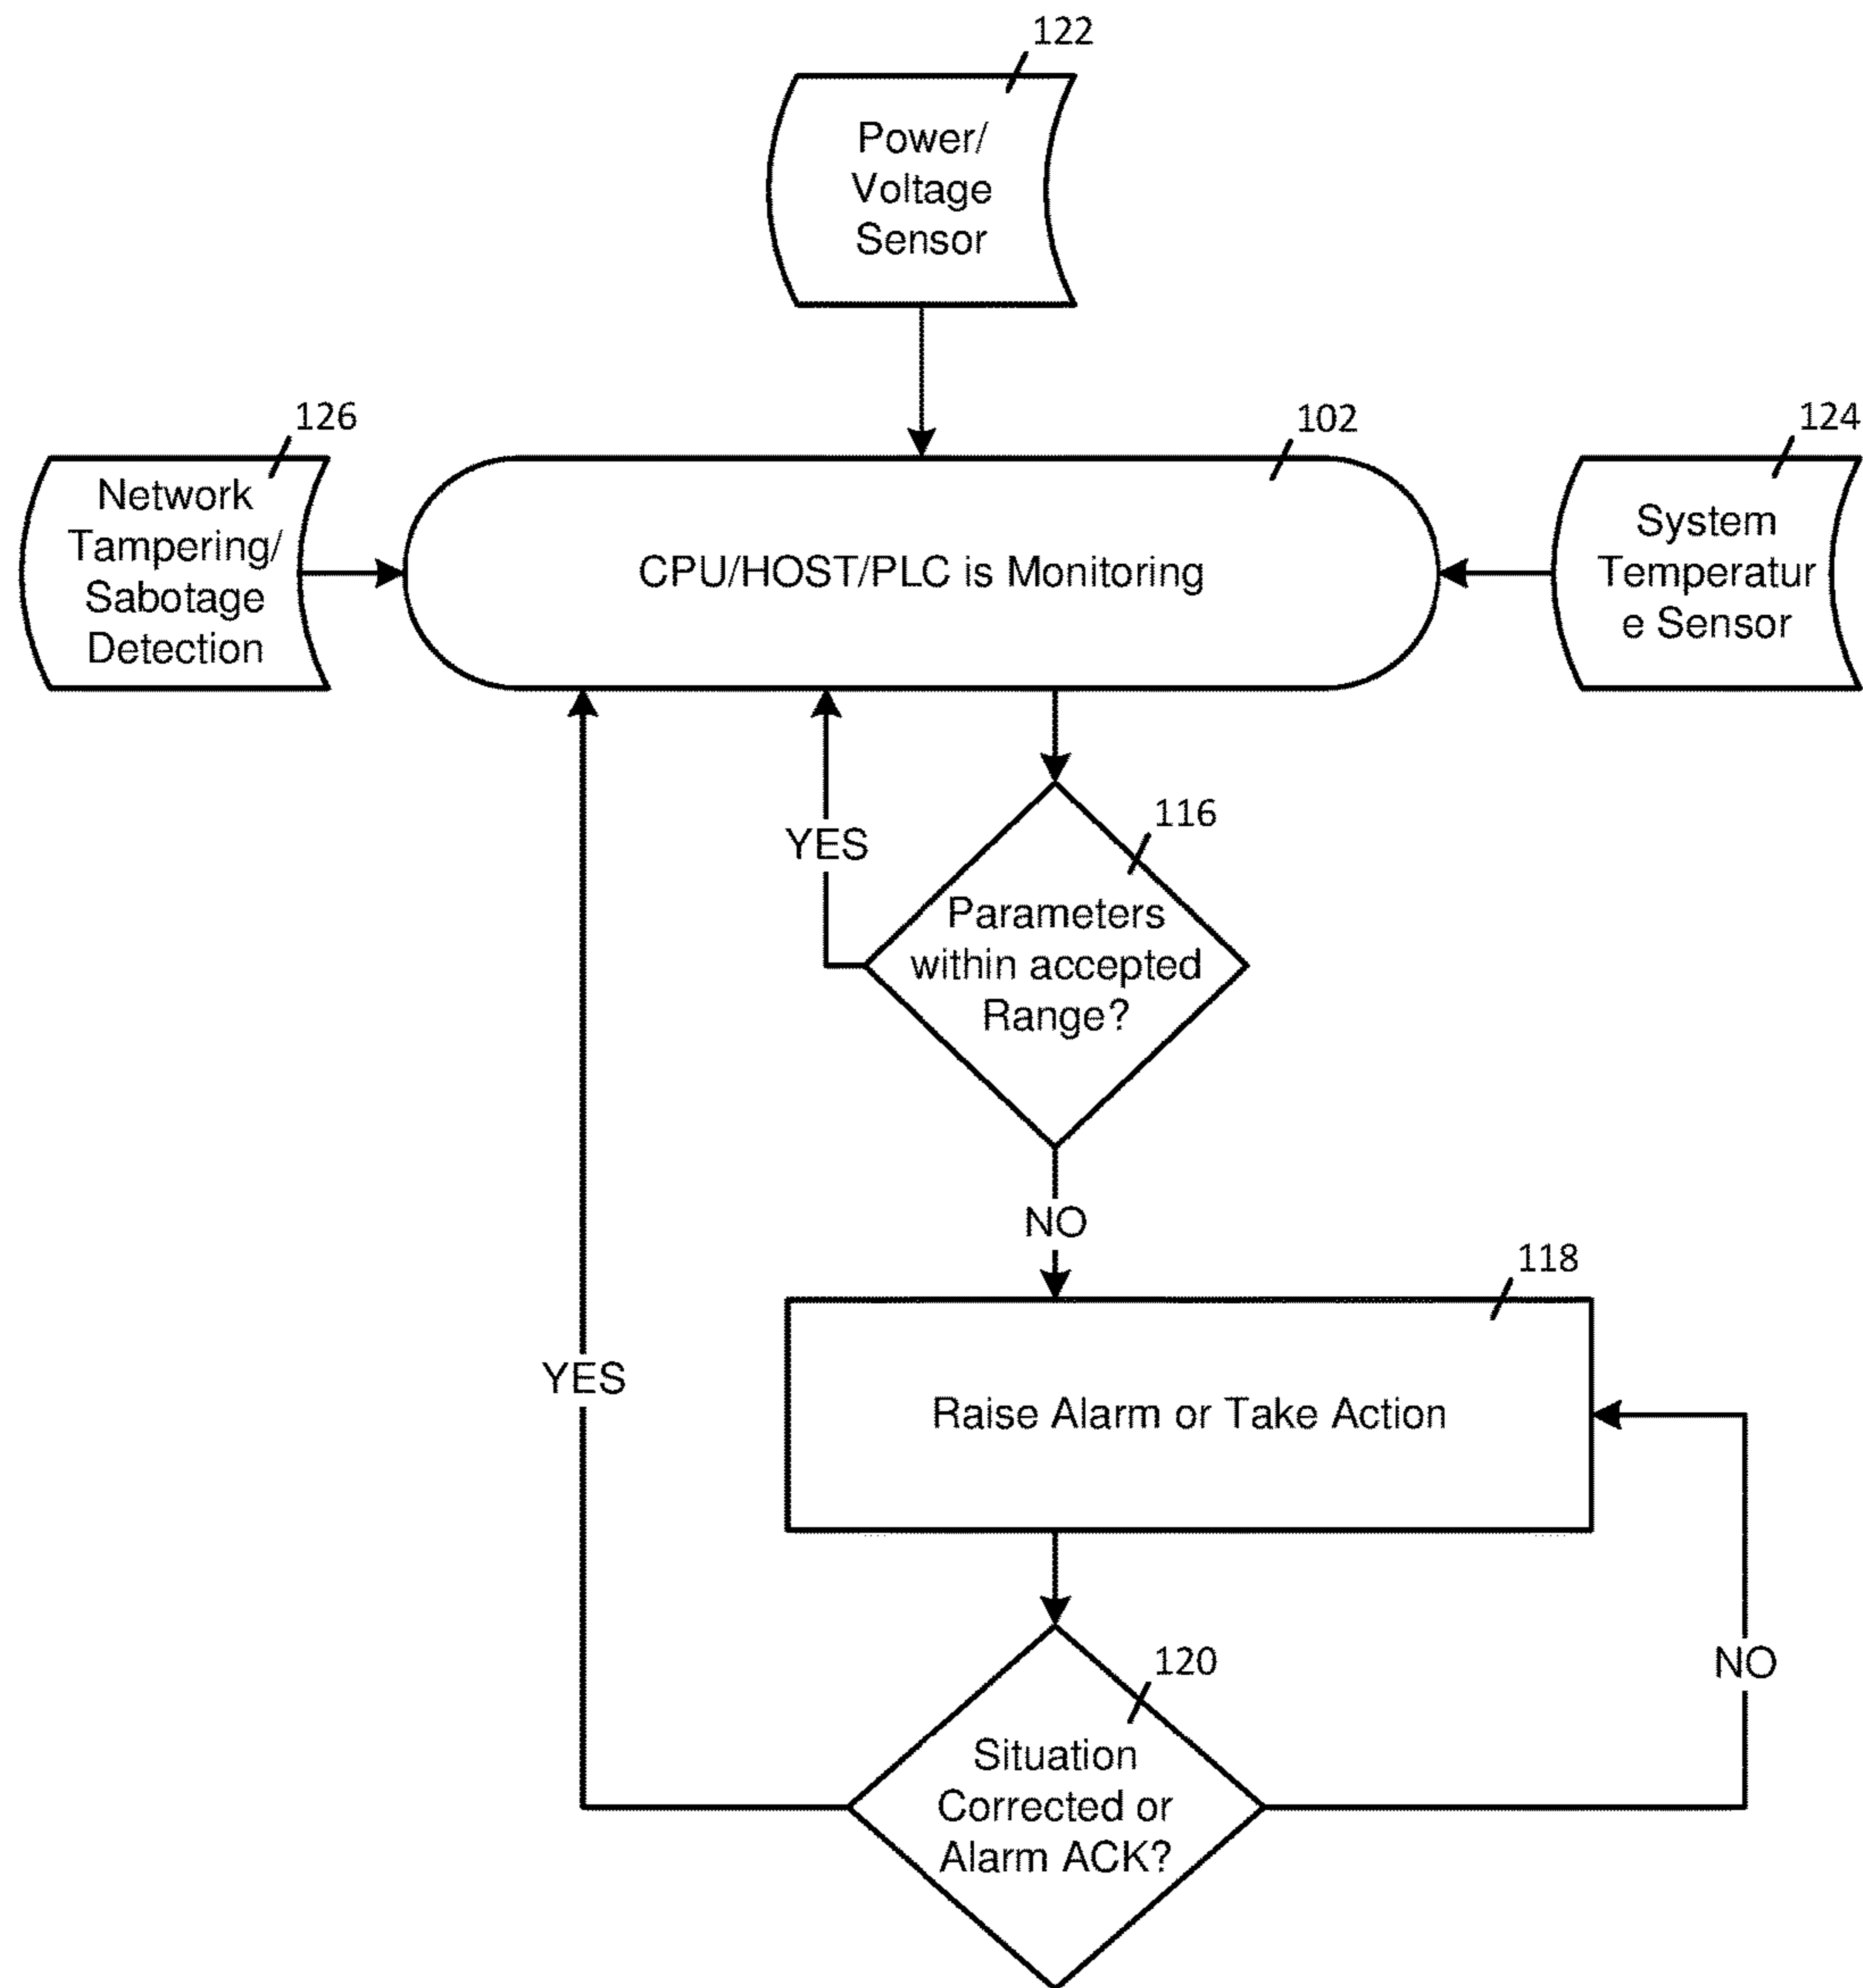 122
Power/
Voltage
Sensor
126
102
124
Network
Tampering/
Sabotage
Detection
CPU/HOST/PLC is Monitoring
System
Temperatur
e Sensor
116
YES
Parameters
within accepted
Range?
NO
118
YES
Raise Alarm or Take Action
120
NO
Situation
Corrected or
Alarm ACK?